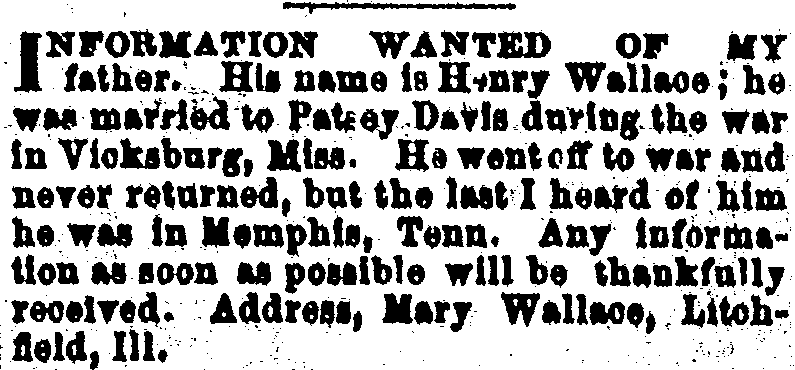 INFORMATION WANTED OF MY
father. His name is Henry Wallace; he
was married to Patsey Davis during the war
in Vicksburg, Miss. He went off to war and
never returned, but the last I heard of him
he was in Memphis, Tenn. Any informa-
tion as soon as possible will be thankfully
received. Address, Mary Wallace, Litch-
field, Ill.